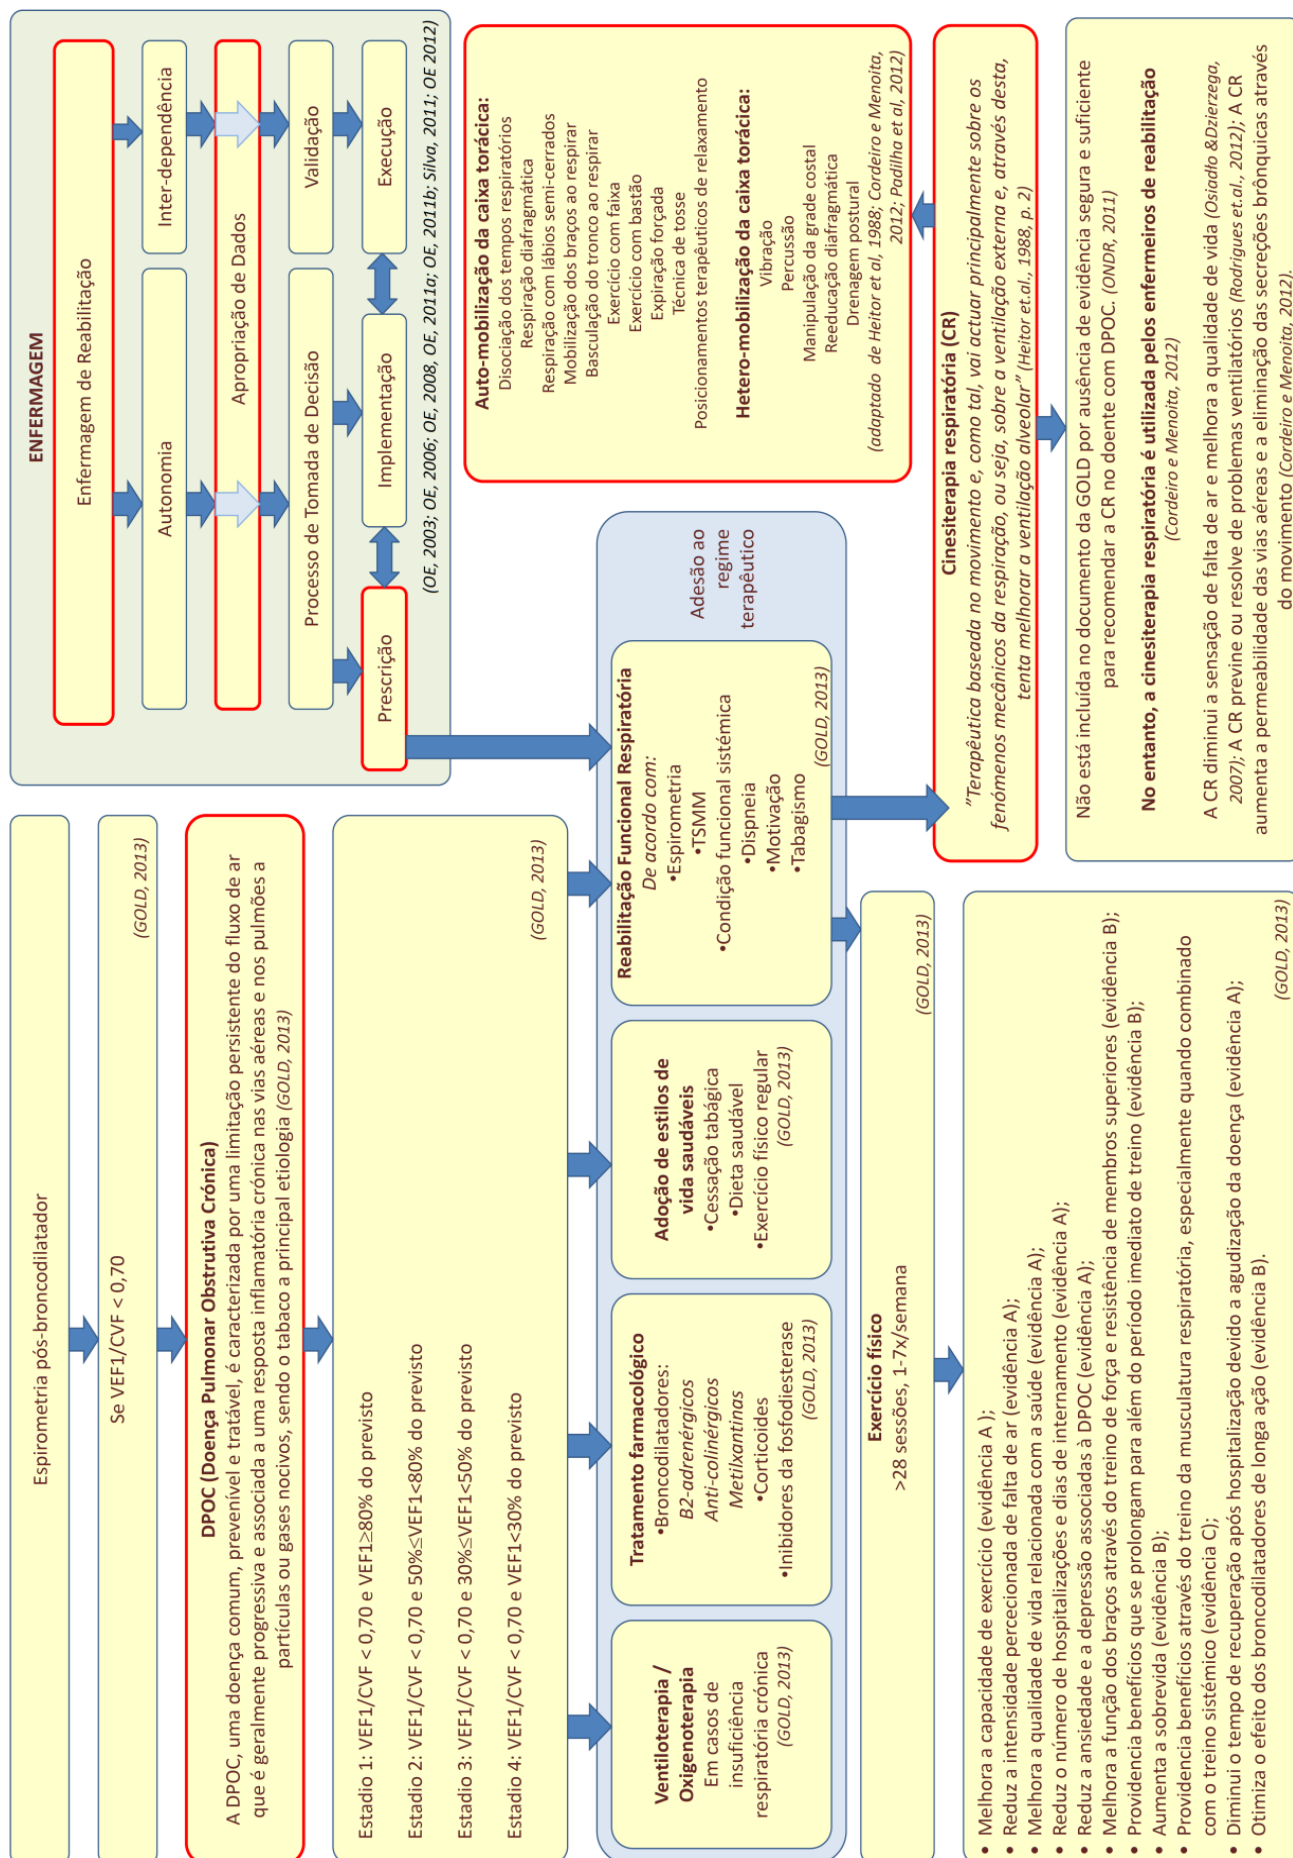 Espirometria pós-broncodilatador
Se VEF1/CVF < 0,70
(GOLD, 2013)
DPOC (Doença Pulmonar Obstrutiva Crónica)
A DPOC, uma doença comum, prevenível e tratável, é caracterizada por uma limitação persistente do fluxo de ar
que é geralmente progressiva e associada a uma resposta inflamatória crónica nas vias aéreas e nos pulmões a
partículas ou gases nocivos, sendo o tabaco a principal etiologia (GOLD, 2013)
Estadio 1: VEF1/CVF < 0,70 e VEF1≥80% do previsto
Estadio 2: VEF1/CVF < 0,70 e 50%≤VEF1<80% do previsto
Estadio 3: VEF1/CVF < 0,70 e 30%≤VEF1<50% do previsto
Estadio 4: VEF1/CVF < 0,70 e VEF1<30% do previsto
(GOLD, 2013)
ENFERMAGEM
Enfermagem de Reabilitação
Autonomia
Inter-dependência
Apropriação de Dados
Processo de Tomada de Decisão
Validação
Prescrição
Implementação
Execução
(OE, 2003; OE, 2006; OE, 2008, OE, 2011a; OE, 2011b; Silva, 2011; OE 2012)
Ventiloterapia /
Oxigenoterapia
Em casos de
insuficiência
respiratória crónica
(GOLD, 2013)
Tratamento farmacológico
•Broncodilatadores:
B2-adrenérgicos
Anti-colinérgicos
Metilxantinas
•Corticoides
•Inibidores da fosfodiesterase
(GOLD, 2013)
Adoção de estilos de
vida saudáveis
•Cessação tabágica
•Dieta saudável
•Exercício físico regular
(GOLD, 2013)
Reabilitação Funcional Respiratória
De acordo com:
•Espirometria
•TSMM
•Condição funcional sistémica
•Dispneia
•Motivação
•Tabagismo
(GOLD, 2013)
Adesão ao
regime
terapêutico
Auto-mobilização da caixa torácica:
Disociação dos tempos respiratórios
Respiração diafragmática
Respiração com lábios semi-cerrados
Mobilização dos braços ao respirar
Basculação do tronco ao respirar
Exercício com faixa
Exercício com bastão
Expiração forçada
Técnica de tosse
Posicionamentos terapêuticos de relaxamento
Hetero-mobilização da caixa torácica:
Vibração
Percussão
Manipulação da grade costal
Reeducação diafragmática
Drenagem postural
(adaptado de Heitor et al, 1988; Cordeiro e Menoita,
2012; Padilha et al, 2012)
Exercício físico
>28 sessões, 1-7x/semana
(GOLD, 2013)
• Melhora a capacidade de exercício (evidência A );
• Reduz a intensidade percecionada de falta de ar (evidência A);
• Melhora a qualidade de vida relacionada com a saúde (evidência A);
• Reduz o número de hospitalizações e dias de internamento (evidência A);
• Reduz a ansiedade e a depressão associadas à DPOC (evidência A);
• Melhora a função dos braços através do treino de força e resistência de membros superiores (evidência B);
• Providencia benefícios que se prolongam para além do período imediato de treino (evidência B);
• Aumenta a sobrevida (evidência B);
• Providencia benefícios através do treino da musculatura respiratória, especialmente quando combinado
com o treino sistémico (evidência C);
• Diminui o tempo de recuperação após hospitalização devido a agudização da doença (evidência A);
• Otimiza o efeito dos broncodilatadores de longa ação (evidência B).
(GOLD, 2013)
Cinesiterapia respiratória (CR)
"Terapêutica baseada no movimento e, como tal, vai actuar principalmente sobre os
fenómenos mecânicos da respiração, ou seja, sobre a ventilação externa e, através desta,
tenta melhorar a ventilação alveolar" (Heitor et.al., 1988, p. 2)
Não está incluída no documento da GOLD por ausência de evidência segura e suficiente
para recomendar a CR no doente com DPOC. (ONDR, 2011)
No entanto, a cinesiterapia respiratória é utilizada pelos enfermeiros de reabilitação
(Cordeiro e Menoita, 2012)
A CR diminui a sensação de falta de ar e melhora a qualidade de vida (Osiadło &Dzierzega,
2007); A CR previne ou resolve de problemas ventilatórios (Rodrigues et.al., 2012); A CR
aumenta a permeabilidade das vias aéreas e a eliminação das secreções brônquicas através
do movimento (Cordeiro e Menoita, 2012).